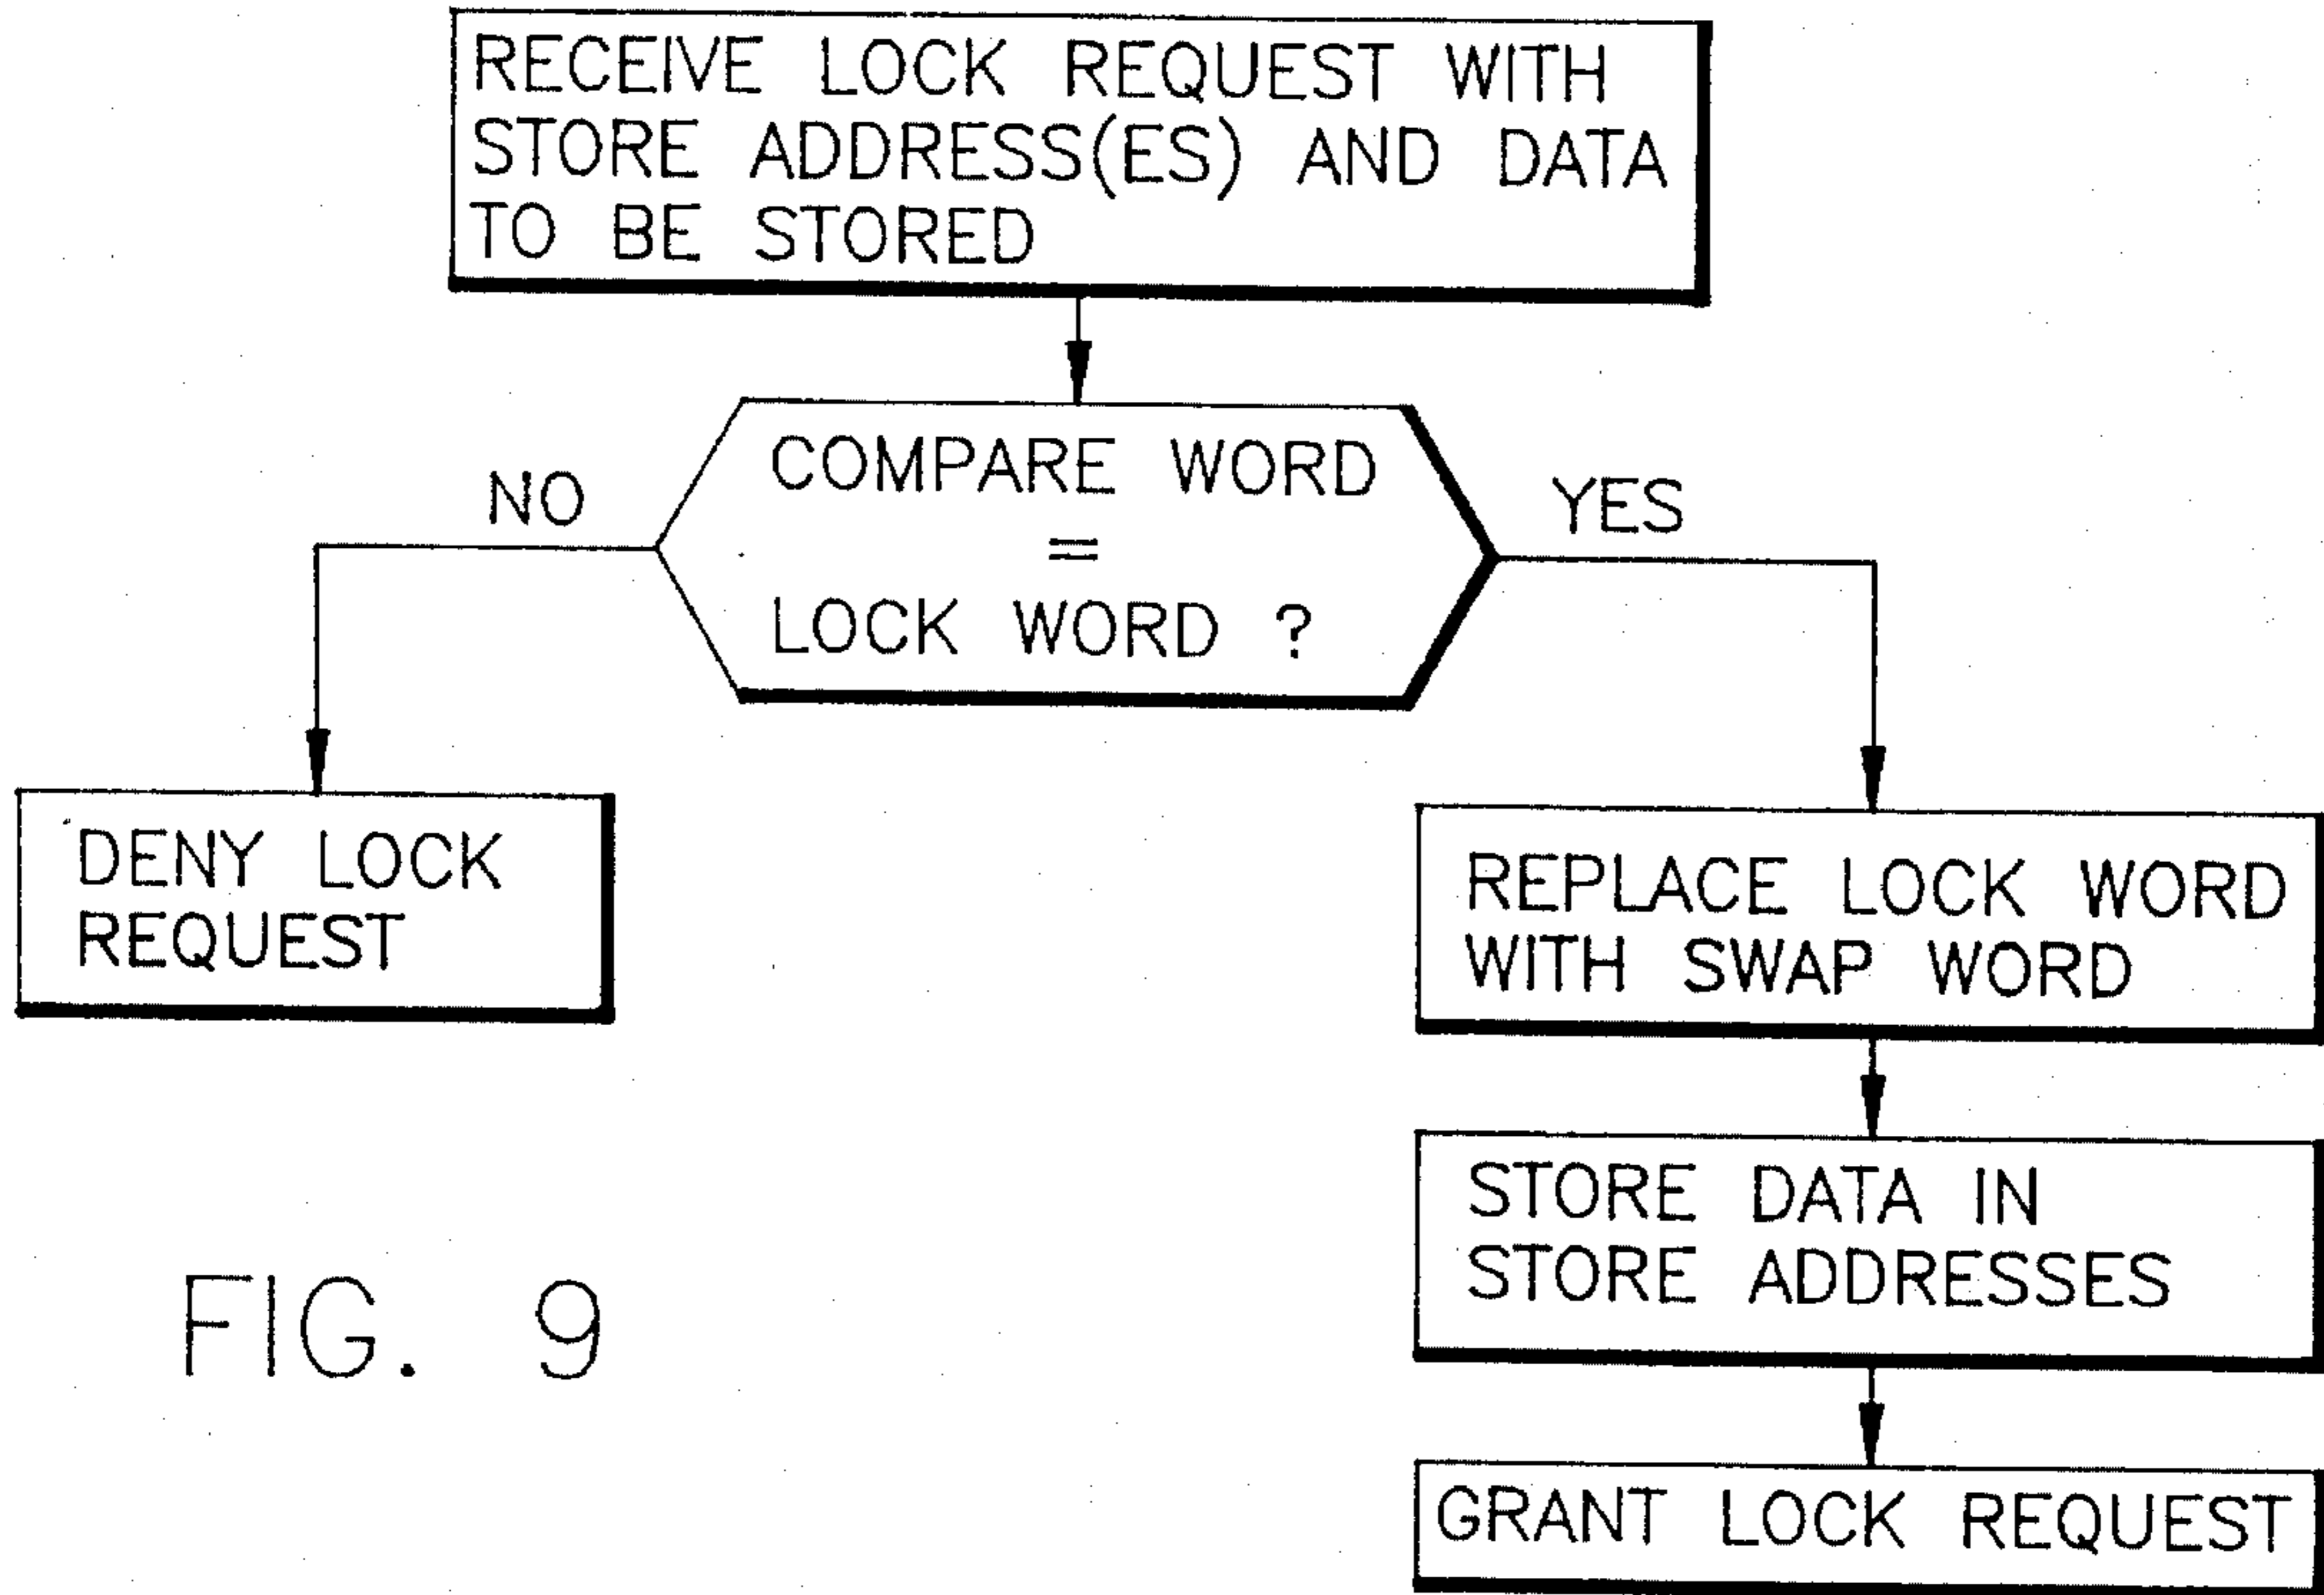 RECEIVE LOCK REQUEST WITH
STORE ADDRESS(ES) AND DATA
TO BE STORED
COMPARE WORD
=
LOCK WORD ?
NO
YES
DENY LOCK
REQUEST
REPLACE LOCK WORD
WITH SWAP WORD
STORE DATA IN
STORE ADDRESSES
GRANT LOCK REQUEST
FIG. 9